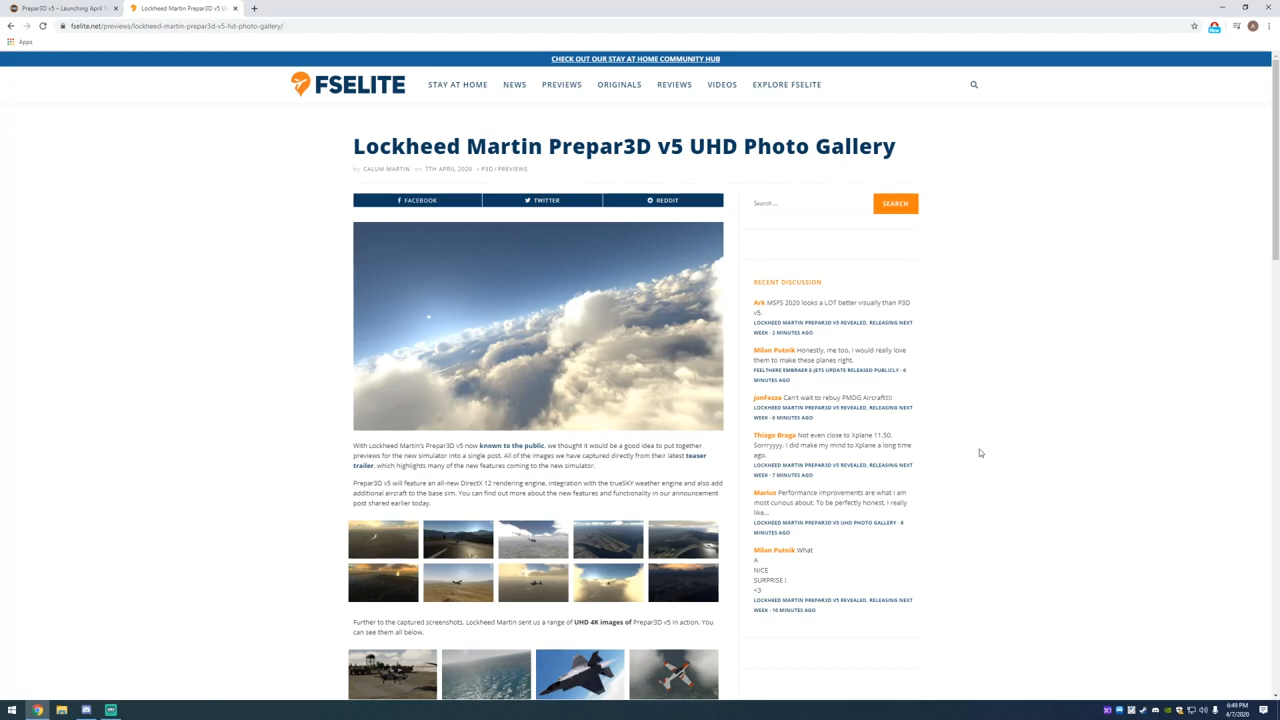 Prepar3D v5 – Launching April 1
Lockheed Martin Prepar3D v5 U
fselite.net/previews/lockheed-martin-prepar3d-v5-hd-photo-gallery/
Apps
CHECK OUT OUR STAY AT HOME COMMUNITY HUB
FSELITE
STAY AT HOME
NEWS
PREVIEWS
ORIGINALS
REVIEWS
VIDEOS
EXPLORE FSELITE
Lockheed Martin Prepar3D v5 UHD Photo Gallery
by CALUM MARTIN on 7TH APRIL 2020 • P3D / PREVIEWS
FACEBOOK
TWITTER
REDDIT
With Lockheed Martin's Prepar3D v5 now known to the public, we thought it would be a good idea to put together
previews for the new simulator into a single post. All of the images we have captured directly from their latest teaser
trailer, which highlights many of the new features coming to the new simulator.
Prepar3D v5 will feature an all-new DirectX 12 rendering engine, integration with the trueSKY weather engine and also add
additional aircraft to the base sim. You can find out more about the new features and functionality in our announcement
post shared earlier today.
Further to the captured screenshots, Lockheed Martin sent us a range of UHD 4K images of Prepar3D v5 in action. You
can see them all below.
Search ...
SEARCH
RECENT DISCUSSION
Ark MSFS 2020 looks a LOT better visually than P3D
v5.
LOCKHEED MARTIN PREPAR3D V5 REVEALED, RELEASING NEXT
WEEK · 2 MINUTES AGO
Milan Putnik Honestly, me too, I would really love
them to make these planes right.
FEELTHERE EMBRAER E-JETS UPDATE RELEASED PUBLICLY · 6
MINUTES AGO
JonFezza Can't wait to rebuy PMDG Aircraft!!!!
LOCKHEED MARTIN PREPAR3D V5 REVEALED, RELEASING NEXT
WEEK · 6 MINUTES AGO
Thiago Braga Not even close to Xplane 11.50.
Sorrryyyy. I did make my mind to Xplane a long time
ago.
LOCKHEED MARTIN PREPAR3D V5 REVEALED, RELEASING NEXT
WEEK · 7 MINUTES AGO
Marius Performance improvements are what I am
most curious about. To be perfectly honest, I really
like...
LOCKHEED MARTIN PREPAR3D V5 UHD PHOTO GALLERY · 8
MINUTES AGO
Milan Putnik What
A
NICE
SURPRISE !
<3
LOCKHEED MARTIN PREPAR3D V5 REVEALED, RELEASING NEXT
WEEK · 10 MINUTES AGO
6:49 PM
4/7/2020